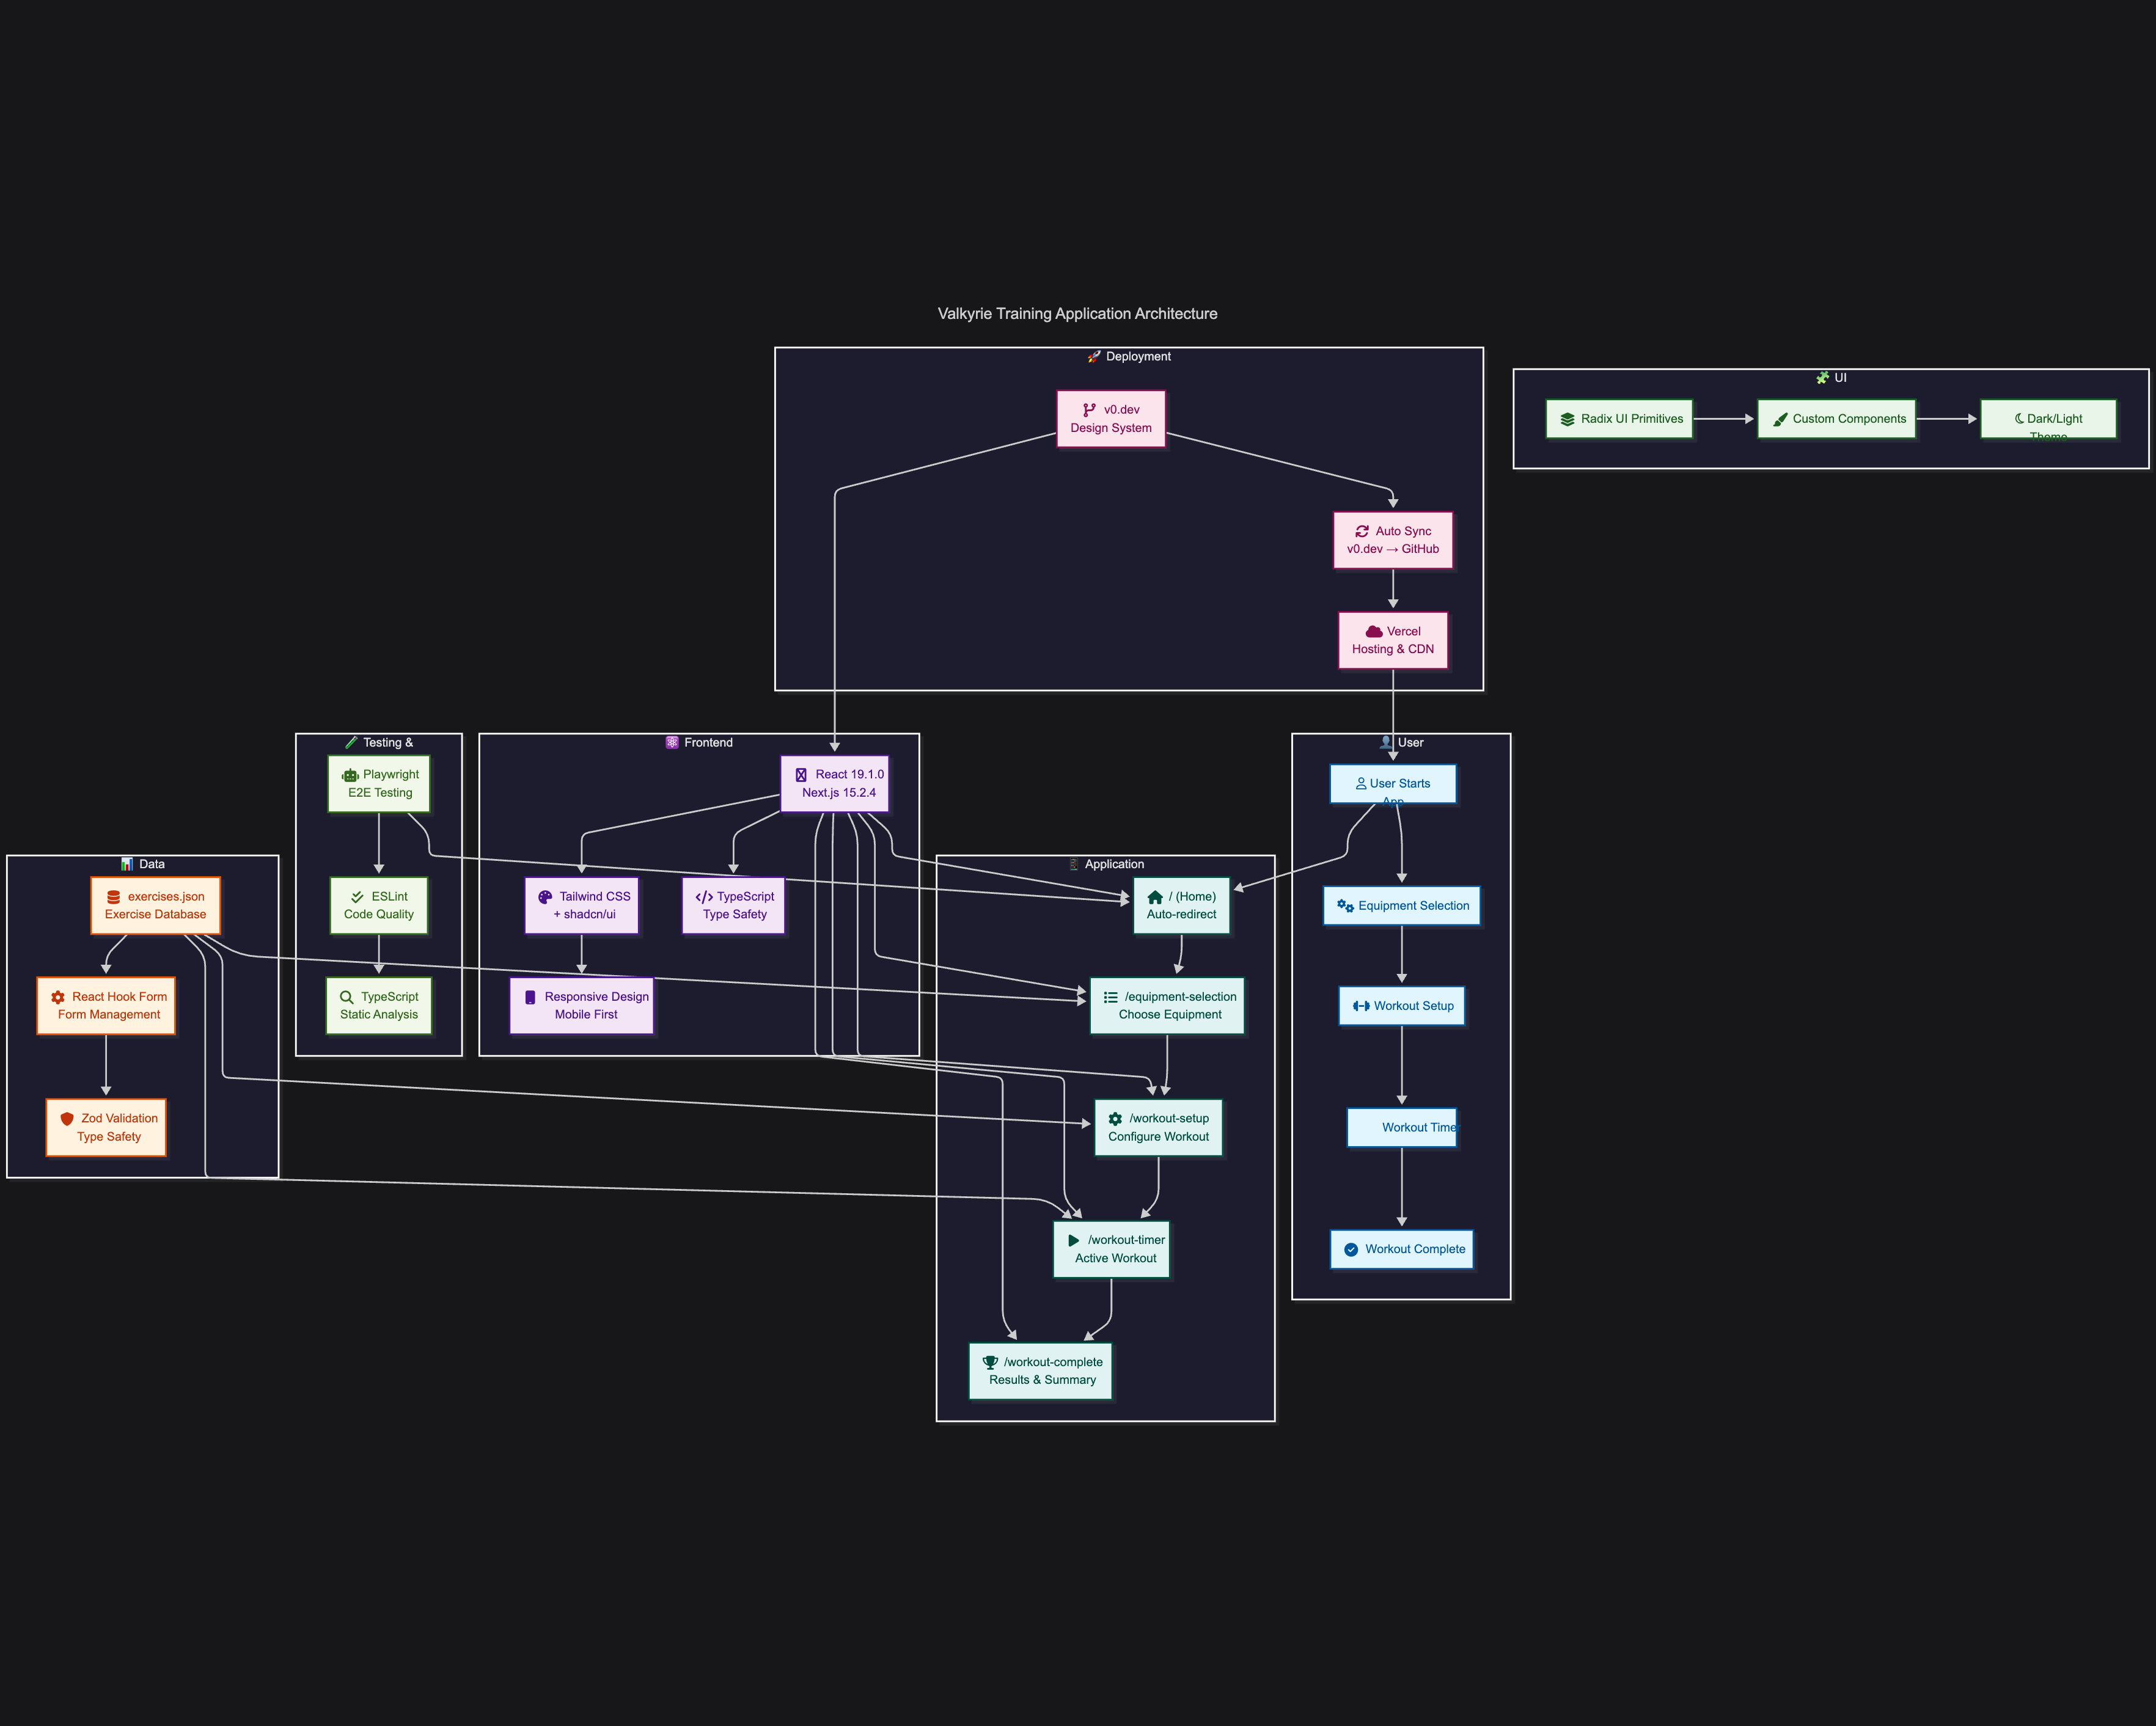 Valkyrie Training Application Architecture
Deployment
v0.dev
Design System
Auto Sync
v0.dev → GitHub
Vercel
Hosting & CDN
UI
Radix UI Primitives
Custom Components
Dark/Light
Theme
Testing &
Playwright
E2E Testing
ESLint
Code Quality
TypeScript
Static Analysis
Frontend
React 19.1.0
Next.js 15.2.4
Tailwind CSS
+ shadcn/ui
TypeScript
Type Safety
Responsive Design
Mobile First
User
User Starts
App
Equipment Selection
Workout Setup
Workout Timer
Workout Complete
Data
exercises.json
Exercise Database
React Hook Form
Form Management
Zod Validation
Type Safety
Application
/ (Home)
Auto-redirect
/equipment-selection
Choose Equipment
/workout-setup
Configure Workout
/workout-timer
Active Workout
/workout-complete
Results & Summary